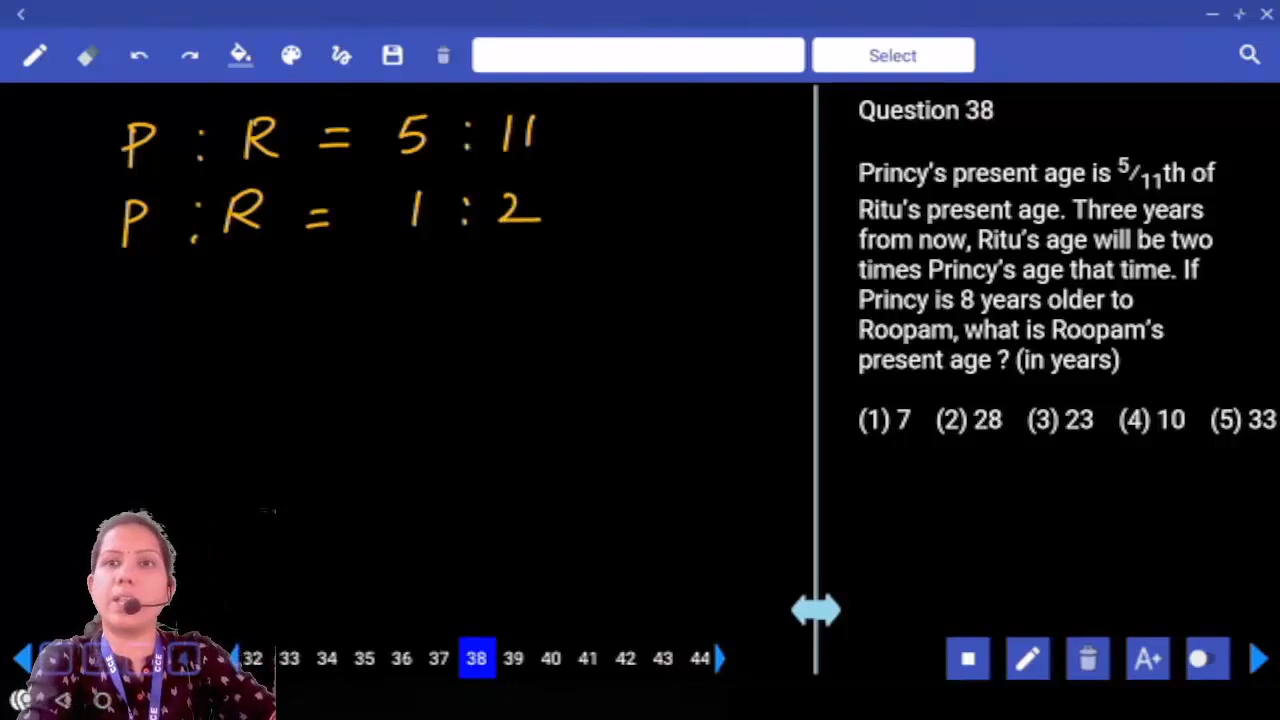 Select
P : R = 5 : 11
P : R = 1 : 2
Question 38
Princy's present age is 5/11th of
Ritu's present age. Three years
from now, Ritu's age will be two
times Princy's age that time. If
Princy is 8 years older to
Roopam, what is Roopam's
present age ? (in years)
(1) 7 (2) 28 (3) 23 (4) 10 (5) 33
CCE CCE
4 32 33 34 35 36 37 38 39 40 41 42 43 44
A+